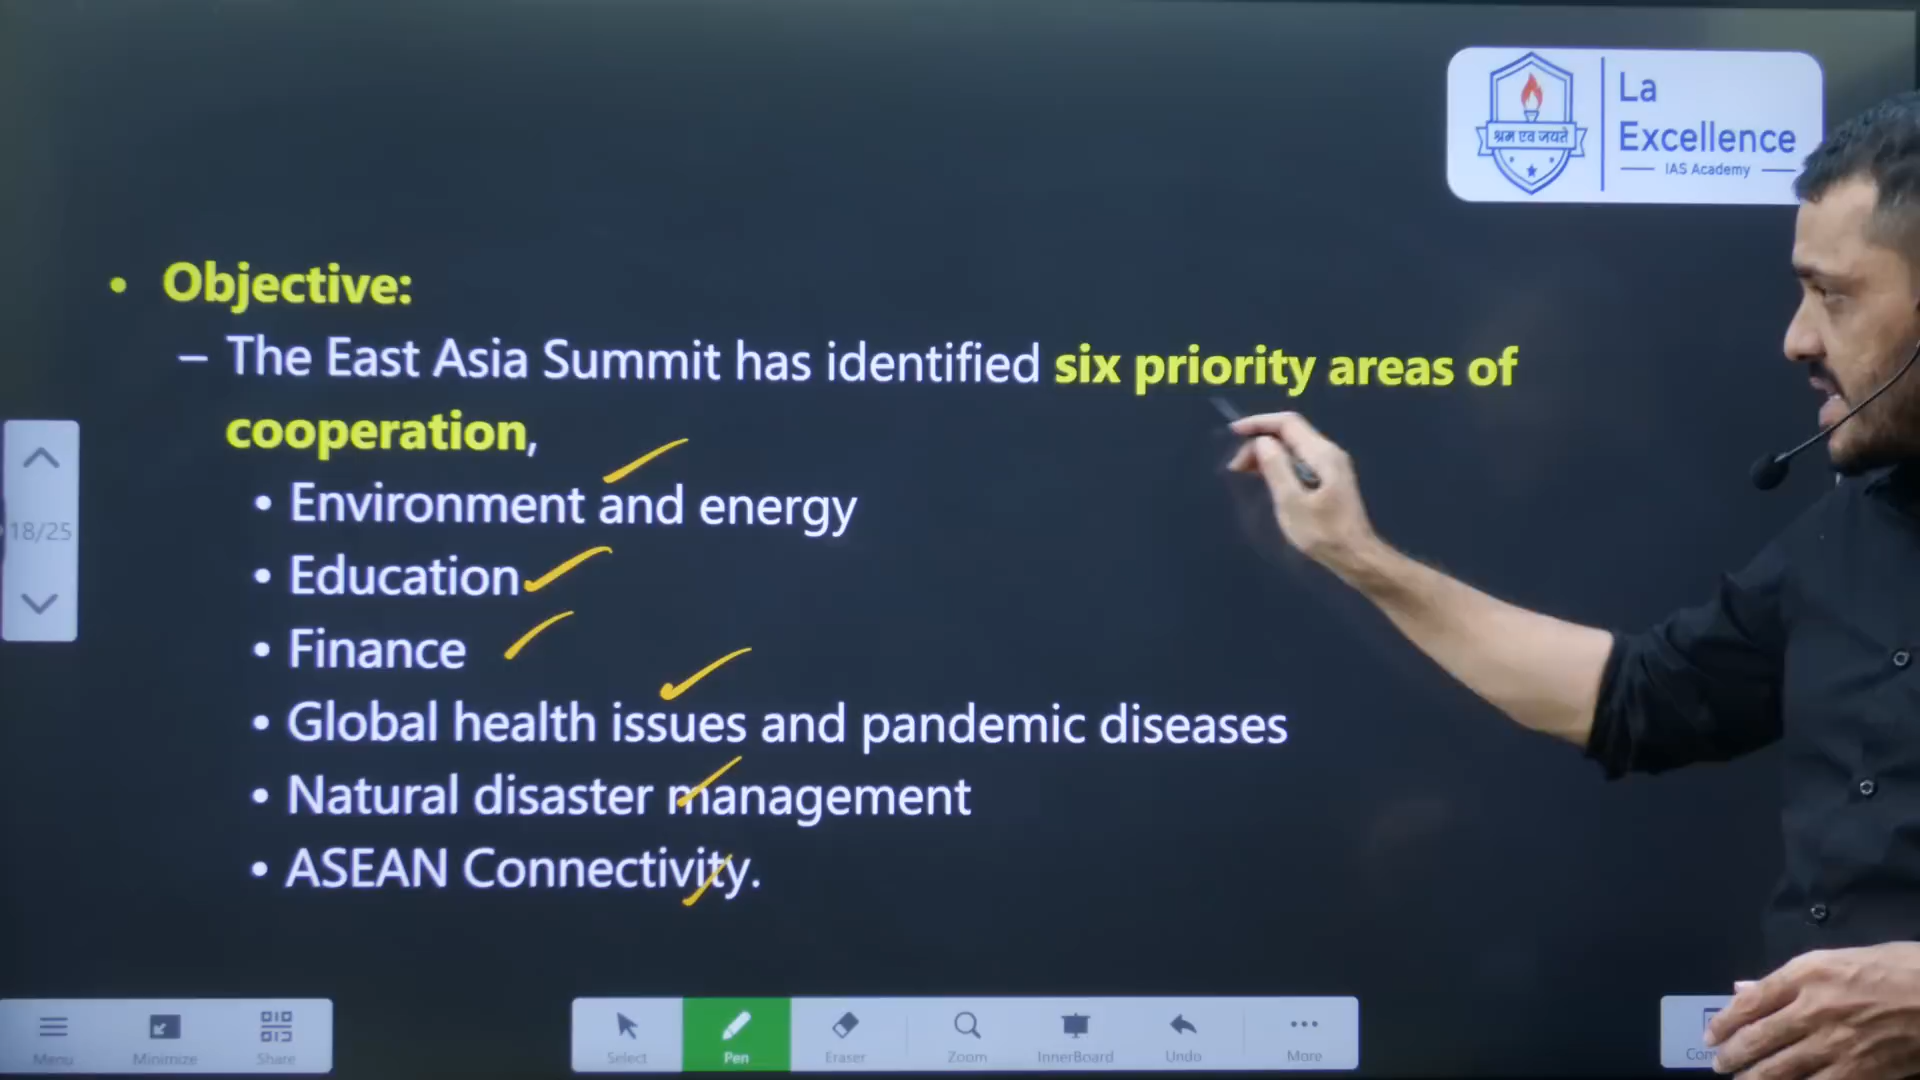 La
Excellence
IAS Academy
श्रम एव जयते
• Objective:
– The East Asia Summit has identified six priority areas of
cooperation,
• Environment and energy
• Education
• Finance
• Global health issues and pandemic diseases
• Natural disaster management
• ASEAN Connectivity.
18/25
Menu
Minimize
Share
Select
Pen
Eraser
Zoom
InnerBoard
Undo
More